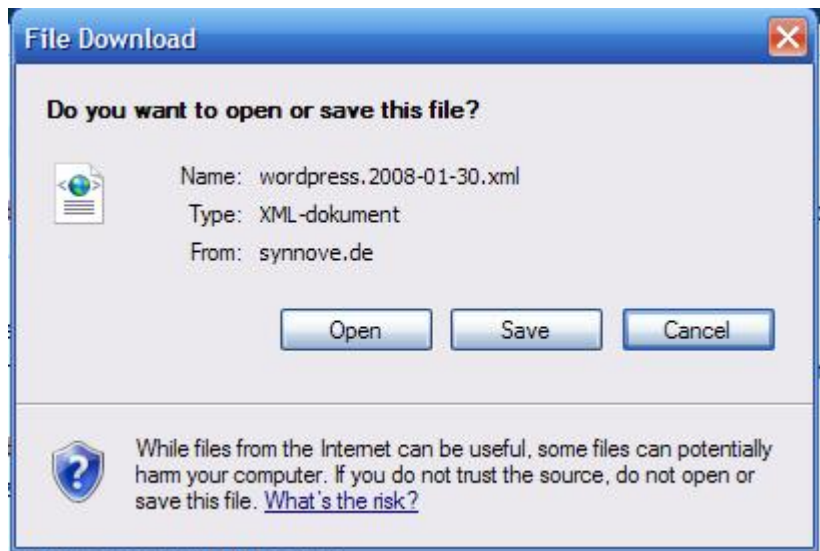 File Download
Do you want to open or save this file?
Name: wordpress.2008-01-30.xml
Type: XML-dokument
From: synnove.de
Open Save Cancel
While files from the Internet can be useful, some files can potentially
harm your computer. If you do not trust the source, do not open or
save this file. What's the risk?